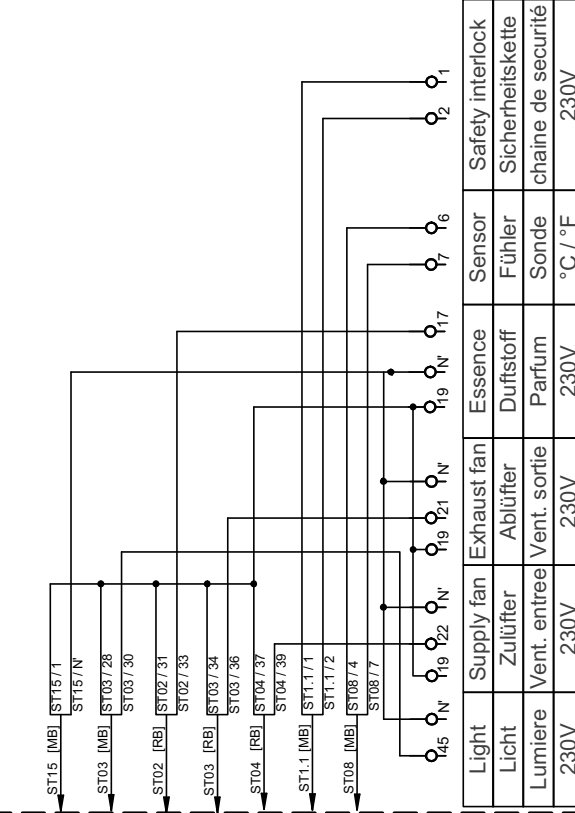 1
2
6
7
17
N'
19
N'
21
19
N'
22
19
N'
45
Safety interlock
Sicherheitskette
chaine de securité
230V
Sensor
Fühler
Sonde
°C / °F
Essence
Duftstoff
Parfum
230V
Exhaust fan
Ablüfter
Vent. sortie
230V
Supply fan
Zulüfter
Vent. entree
230V
Light
Licht
Lumiere
230V
ST15 / 1
ST15 / N'
ST03 / 28
ST03 / 30
ST02 / 31
ST02 / 33
ST03 / 34
ST03 / 36
ST04 / 37
ST04 / 39
ST1.1 / 1
ST1.1 / 2
ST08 / 4
ST08 / 7
ST15 [MB]
ST03 [MB]
ST02 [RB]
ST03 [RB]
ST04 [RB]
ST1.1 [MB]
ST08 [MB]